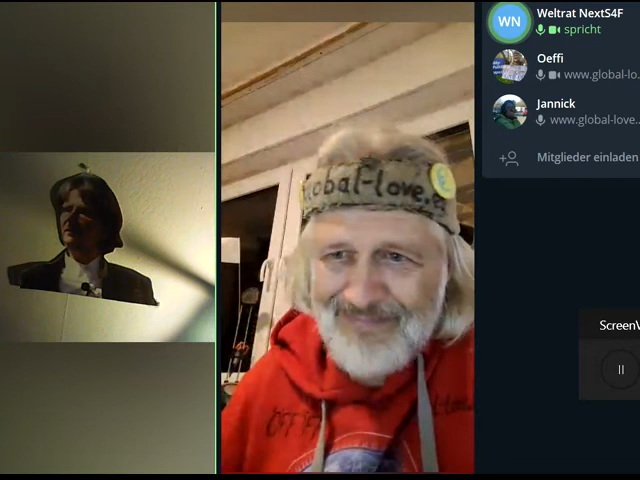 WN
Weltrat NextS4F
spricht
Oeffi
www.global-lo...
Jannick
www.global-love...
Mitglieder einladen
ScreenV
lobal-love.e